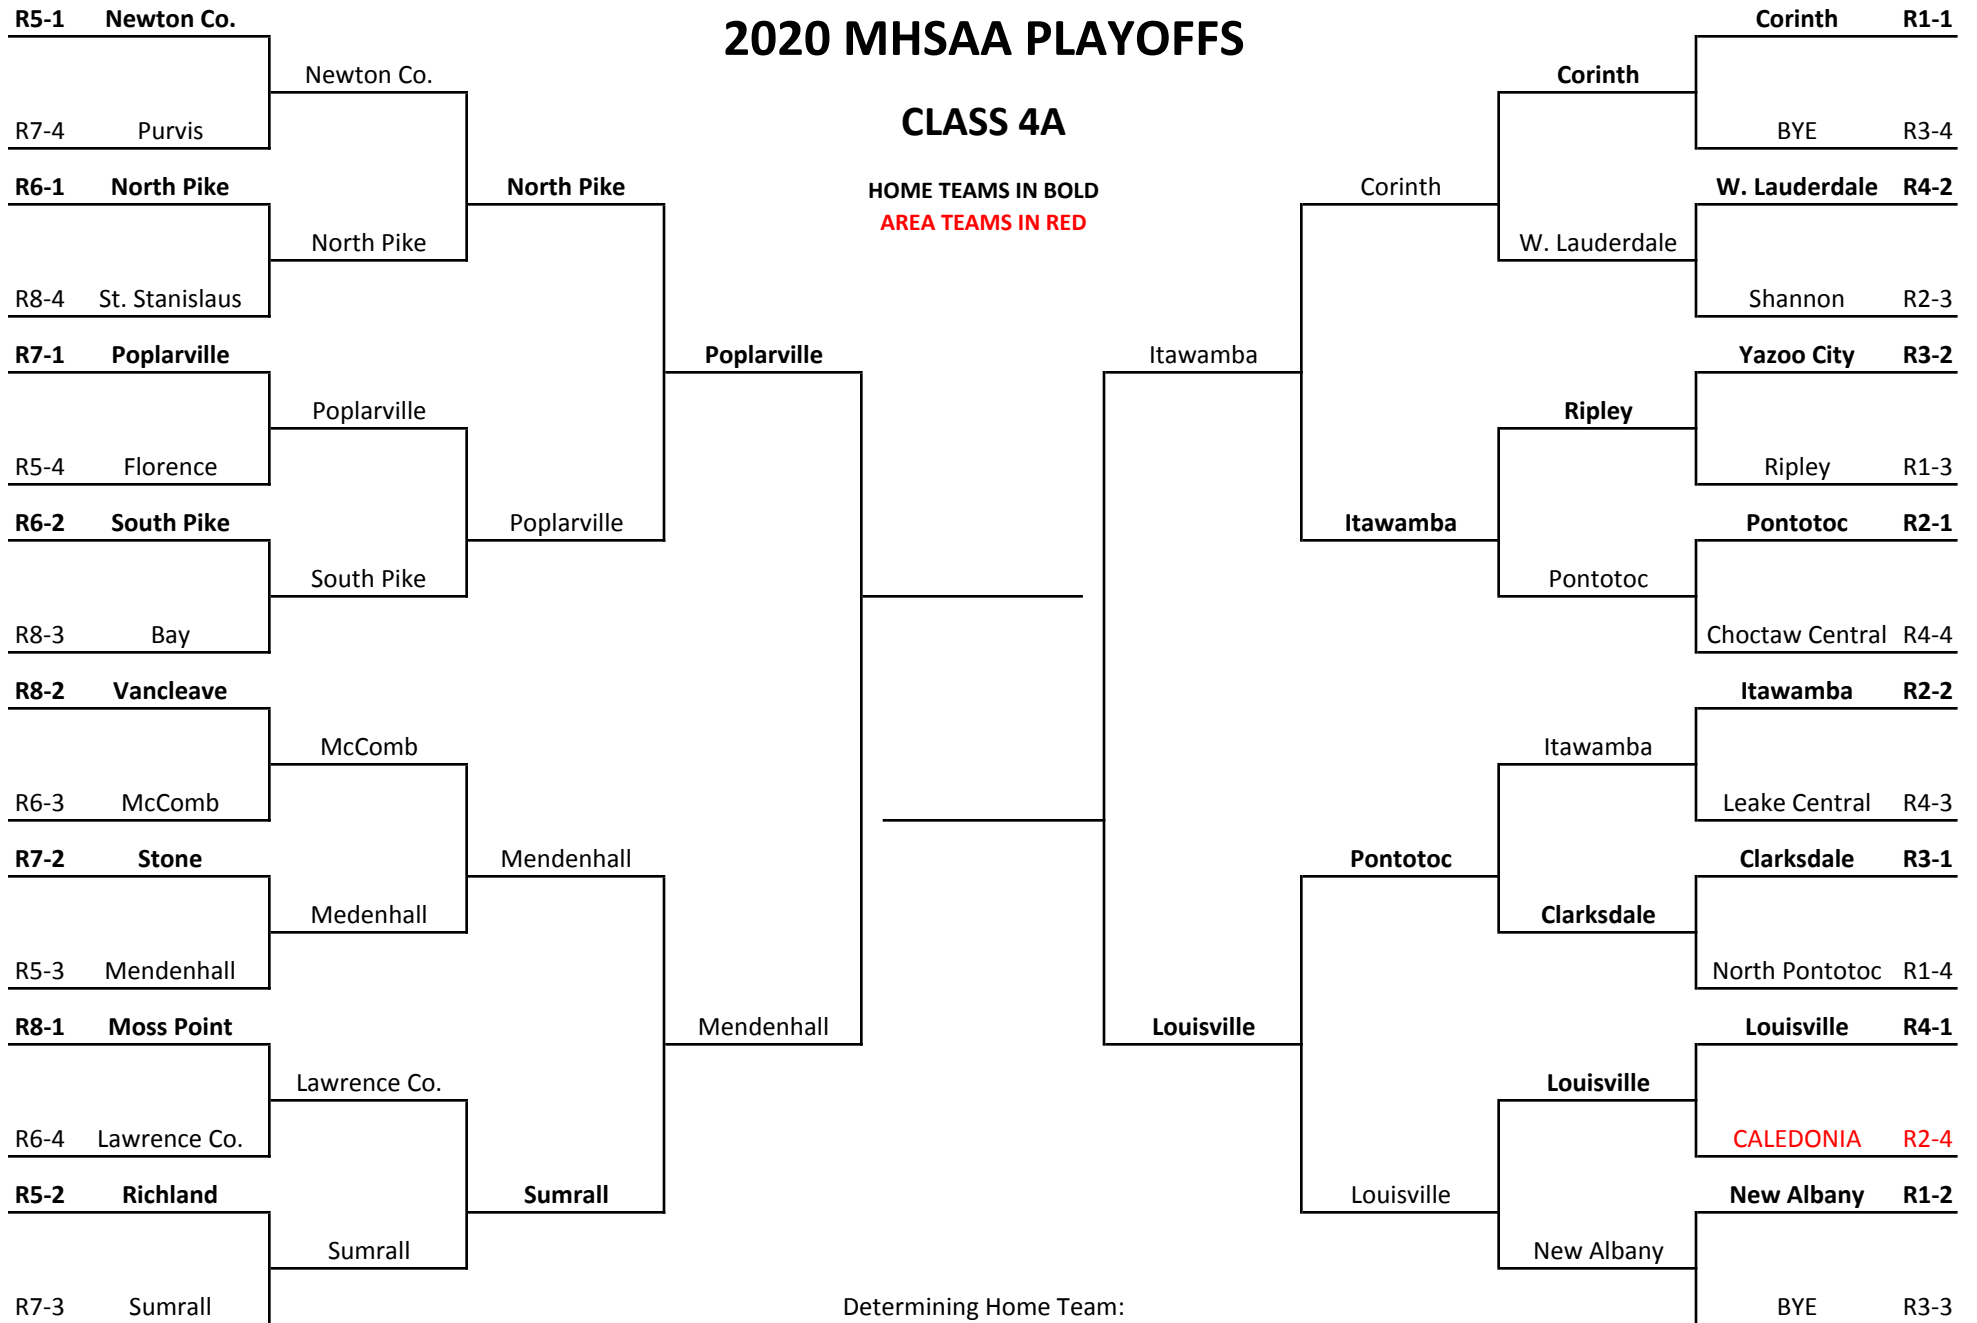 R5-1 Newton Co.
2020 MHSAA PLAYOFFS
Corinth R1-1
Newton Co.
Corinth
CLASS 4A
R7-4 Purvis
BYE R3-4
R6-1 North Pike
North Pike
HOME TEAMS IN BOLD
Corinth
W. Lauderdale R4-2
AREA TEAMS IN RED
North Pike
W. Lauderdale
R8-4 St. Stanislaus
Shannon R2-3
R7-1 Poplarville
Poplarville
Itawamba
Yazoo City R3-2
Poplarville
Ripley
R5-4 Florence
Ripley R1-3
R6-2 South Pike
Poplarville
Itawamba
Pontotoc R2-1
South Pike
Pontotoc
R8-3 Bay
Choctaw Central R4-4
R8-2 Vancleave
Itawamba R2-2
McComb
Itawamba
R6-3 McComb
Leake Central R4-3
R7-2 Stone
Mendenhall
Pontotoc
Clarksdale R3-1
Medenhall
Clarksdale
R5-3 Mendenhall
North Pontotoc R1-4
R8-1 Moss Point
Mendenhall
Louisville
Louisville R4-1
Lawrence Co.
Louisville
R6-4 Lawrence Co.
CALEDONIA R2-4
R5-2 Richland
Sumrall
Louisville
New Albany R1-2
Sumrall
New Albany
R7-3 Sumrall
Determining Home Team:
BYE R3-3